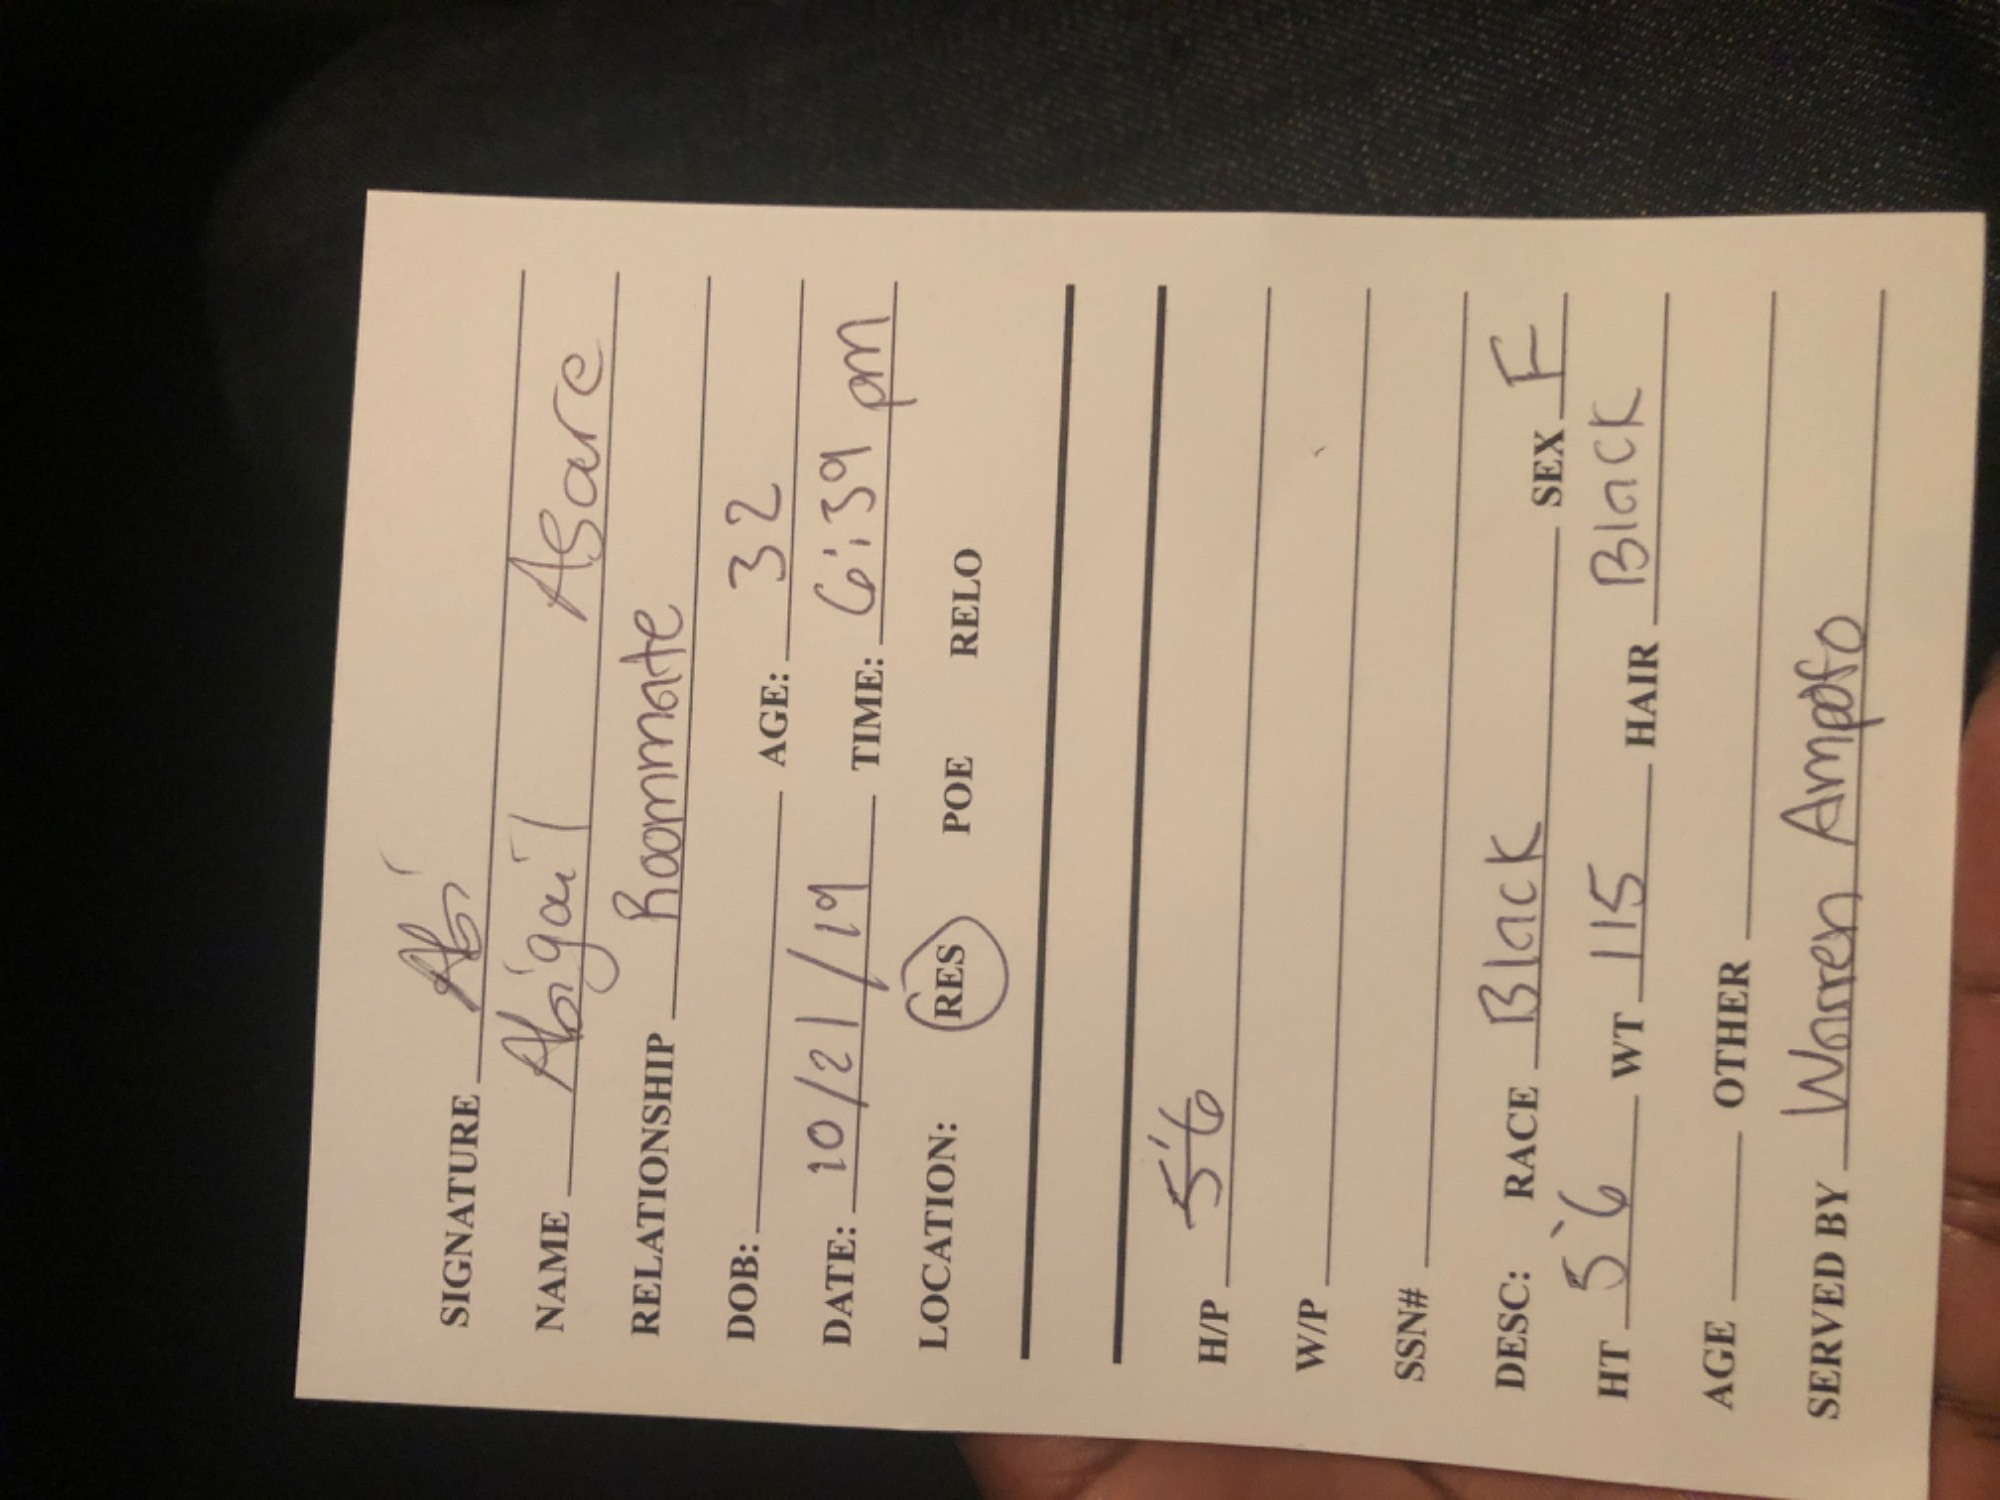 SIGNATURE Abi
NAME Abigail Asare
RELATIONSHIP Roommate
DOB: AGE: 32
DATE: 10/21/19 TIME: 6:39 pm
LOCATION: RES POE RELO
H/P 5'6
W/P
SSN#
DESC: RACE Black SEX F
HT 5'6 WT 115 HAIR Black
AGE OTHER
SERVED BY Warren Ampofo